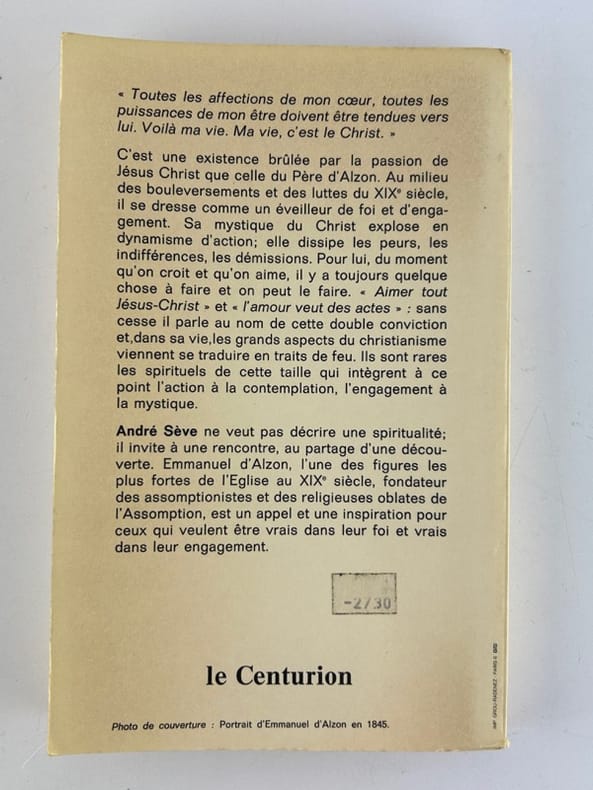 « Toutes les affections de mon cœur, toutes les
puissances de mon être doivent être tendues vers
lui. Voilà ma vie. Ma vie, c'est le Christ. »
C'est une existence brûlée par la passion de
Jésus Christ que celle du Père d'Alzon. Au milieu
des bouleversements et des luttes du XIXe siècle,
il se dresse comme un éveilleur de foi et d'enga-
gement. Sa mystique du Christ explose en
dynamisme d'action; elle dissipe les peurs, les
indifférences, les démissions. Pour lui, du moment
qu'on croit et qu'on aime, il y a toujours quelque
chose à faire et on peut le faire. « Aimer tout
Jésus-Christ » et « l'amour veut des actes » : sans
cesse il parle au nom de cette double conviction
et,dans sa vie,les grands aspects du christianisme
viennent se traduire en traits de feu. Ils sont rares
les spirituels de cette taille qui intègrent à ce
point l'action à la contemplation, l'engagement à
la mystique.
André Sève ne veut pas décrire une spiritualité;
il invite à une rencontre, au partage d'une décou-
verte. Emmanuel d'Alzon, l'une des figures les
plus fortes de l'Eglise au XIXe siècle, fondateur
des assomptionistes et des religieuses oblates de
l'Assomption, est un appel et une inspiration pour
ceux qui veulent être vrais dans leur foi et vrais
dans leur engagement.
-2/30
le Centurion
Photo de couverture : Portrait d'Emmanuel d'Alzon en 1845.
IMP. GROU-RADENEZ - PARIS-6